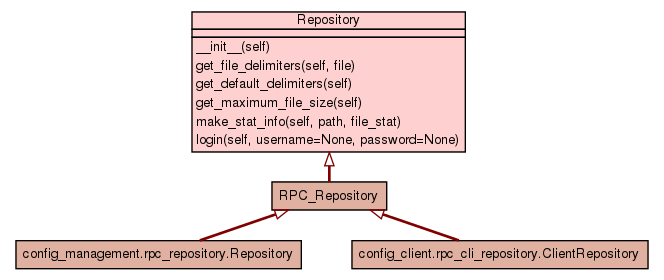 Repository
__init__(self)
get_file_delimiters(self, file)
get_default_delimiters(self)
get_maximum_file_size(self)
make_stat_info(self, path, file_stat)
login(self, username=None, password=None)
RPC_Repository
config_management.rpc_repository.Repository
config_client.rpc_cli_repository.ClientRepository